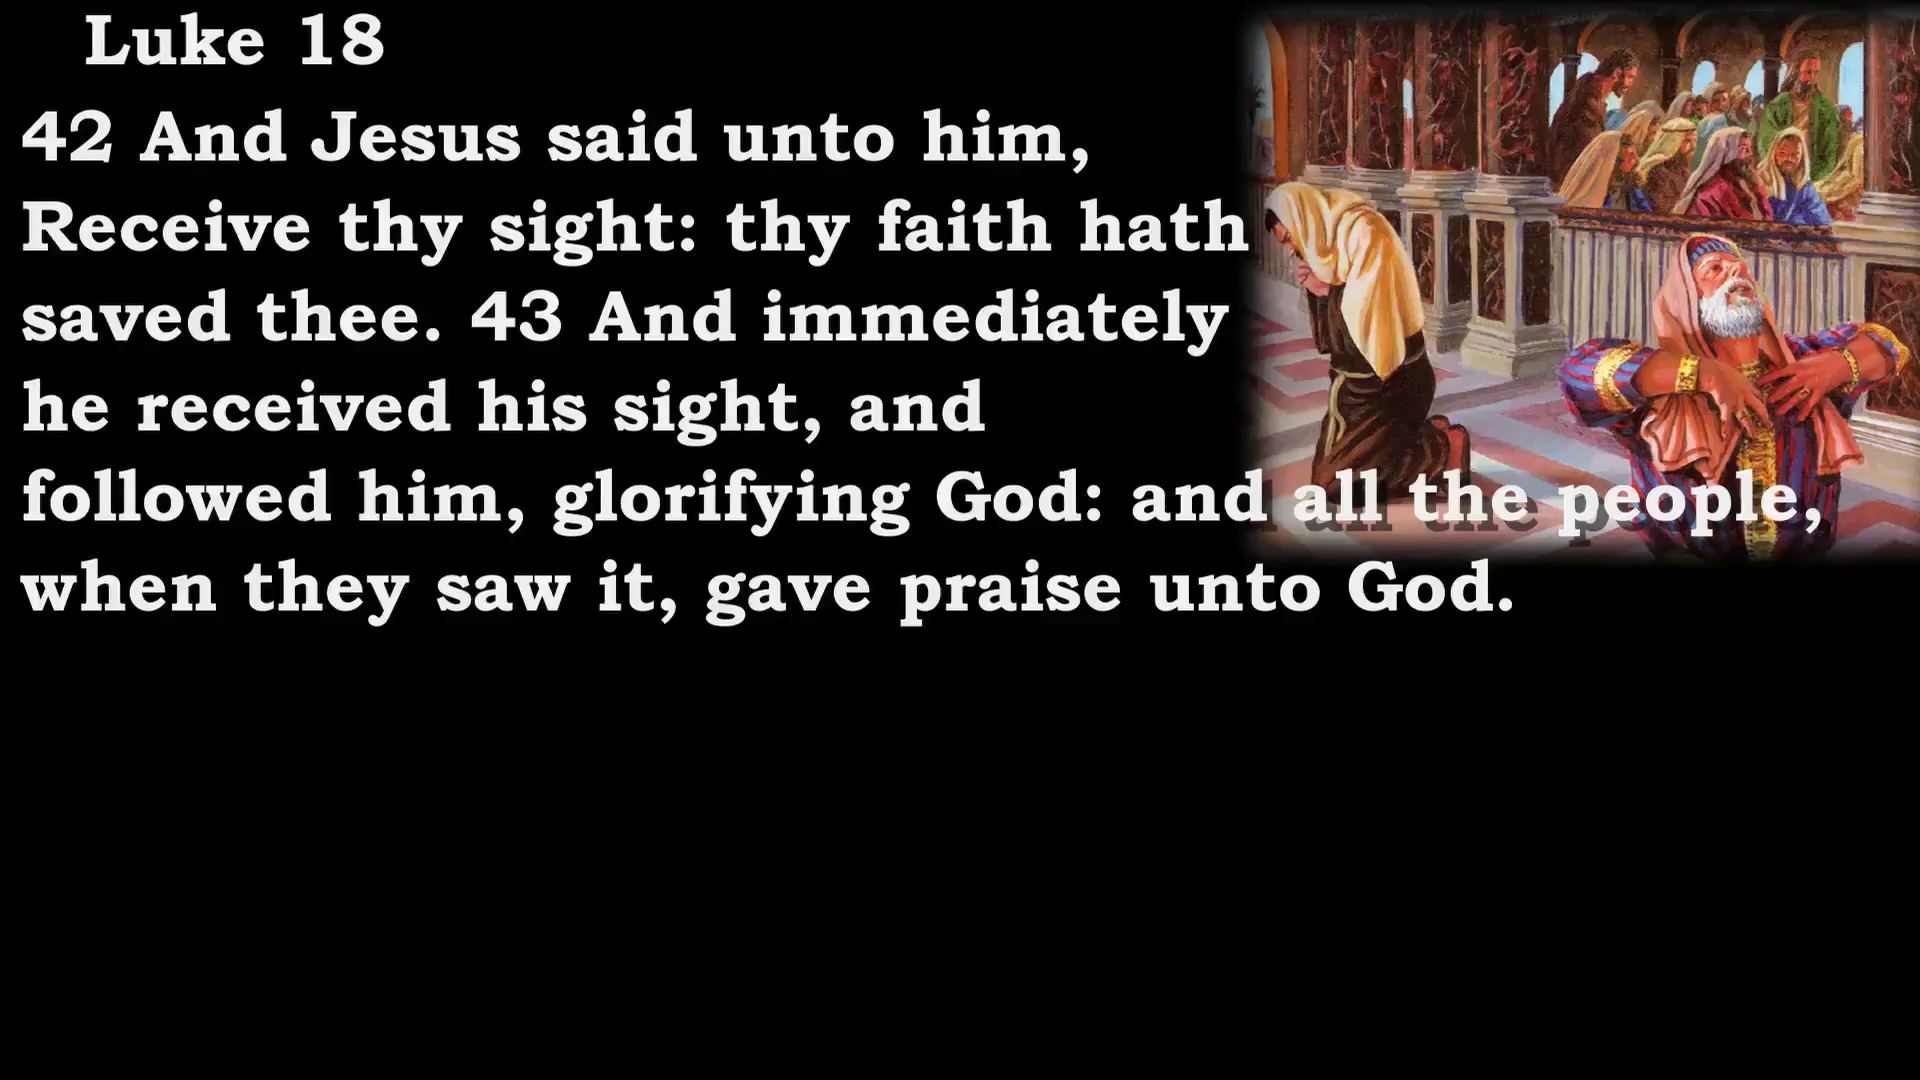 Luke 18
42 And Jesus said unto him,
Receive thy sight: thy faith hath
saved thee. 43 And immediately
he received his sight, and
followed him, glorifying God: and all the people,
when they saw it, gave praise unto God.